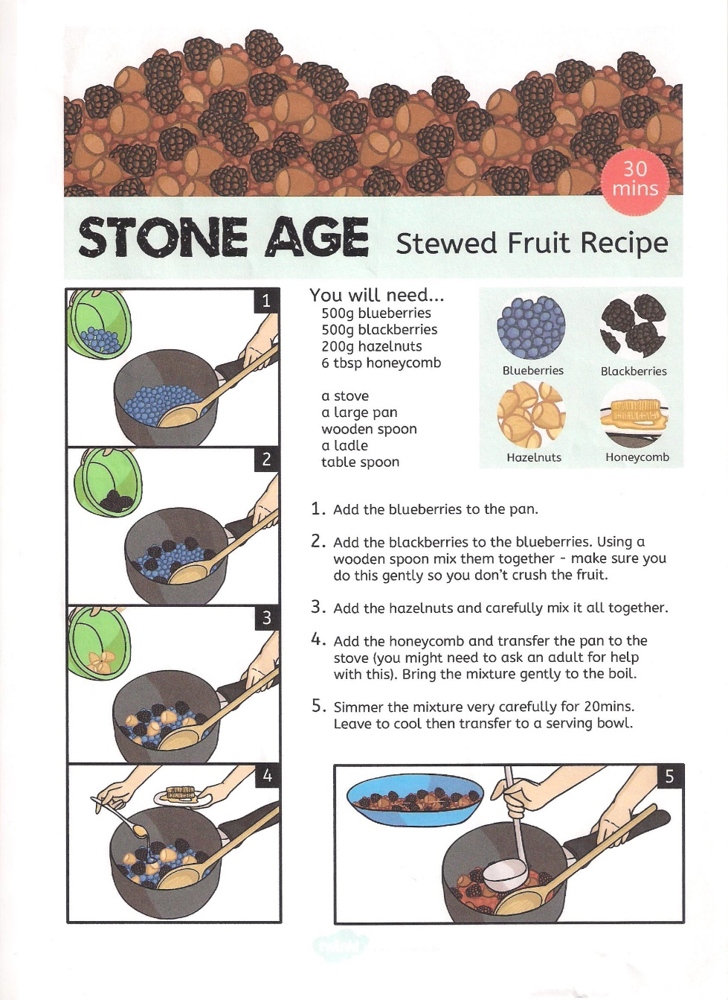 30
mins
STONE AGE Stewed Fruit Recipe
1
2
3
4
You will need...
500g blueberries
500g blackberries
200g hazelnuts
6 tbsp honeycomb
a stove
a large pan
wooden spoon
a ladle
table spoon
Blueberries
Blackberries
Hazelnuts
Honeycomb
1. Add the blueberries to the pan.
2. Add the blackberries to the blueberries. Using a
wooden spoon mix them together - make sure you
do this gently so you don't crush the fruit.
3. Add the hazelnuts and carefully mix it all together.
4. Add the honeycomb and transfer the pan to the
stove (you might need to ask an adult for help
with this). Bring the mixture gently to the boil.
5. Simmer the mixture very carefully for 20mins.
Leave to cool then transfer to a serving bowl.
5